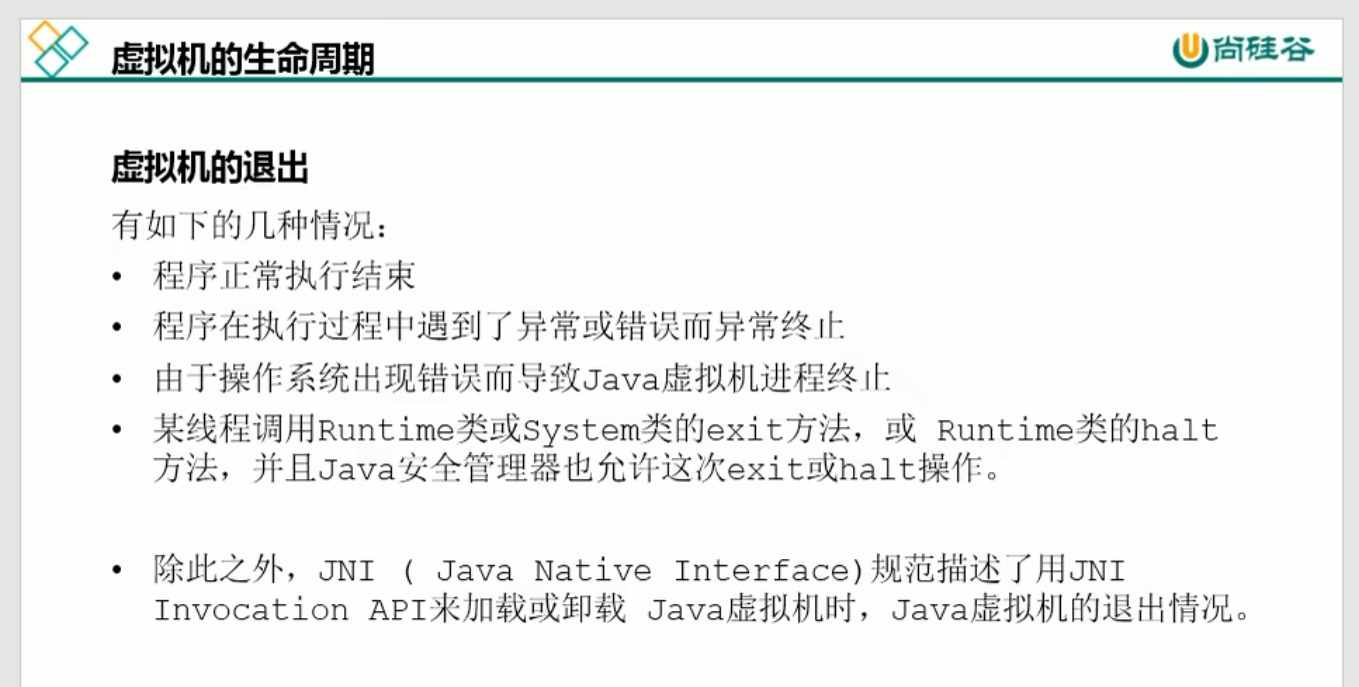 虚拟机的生命周期
尚硅谷
虚拟机的退出
有如下的几种情况：
• 程序正常执行结束
• 程序在执行过程中遇到了异常或错误而异常终止
• 由于操作系统出现错误而导致Java虚拟机进程终止
• 某线程调用Runtime类或System类的exit方法，或 Runtime类的halt
方法，并且Java安全管理器也允许这次exit或halt操作。
• 除此之外，JNI ( Java Native Interface)规范描述了用JNI
Invocation API来加载或卸载 Java虚拟机时，Java虚拟机的退出情况。